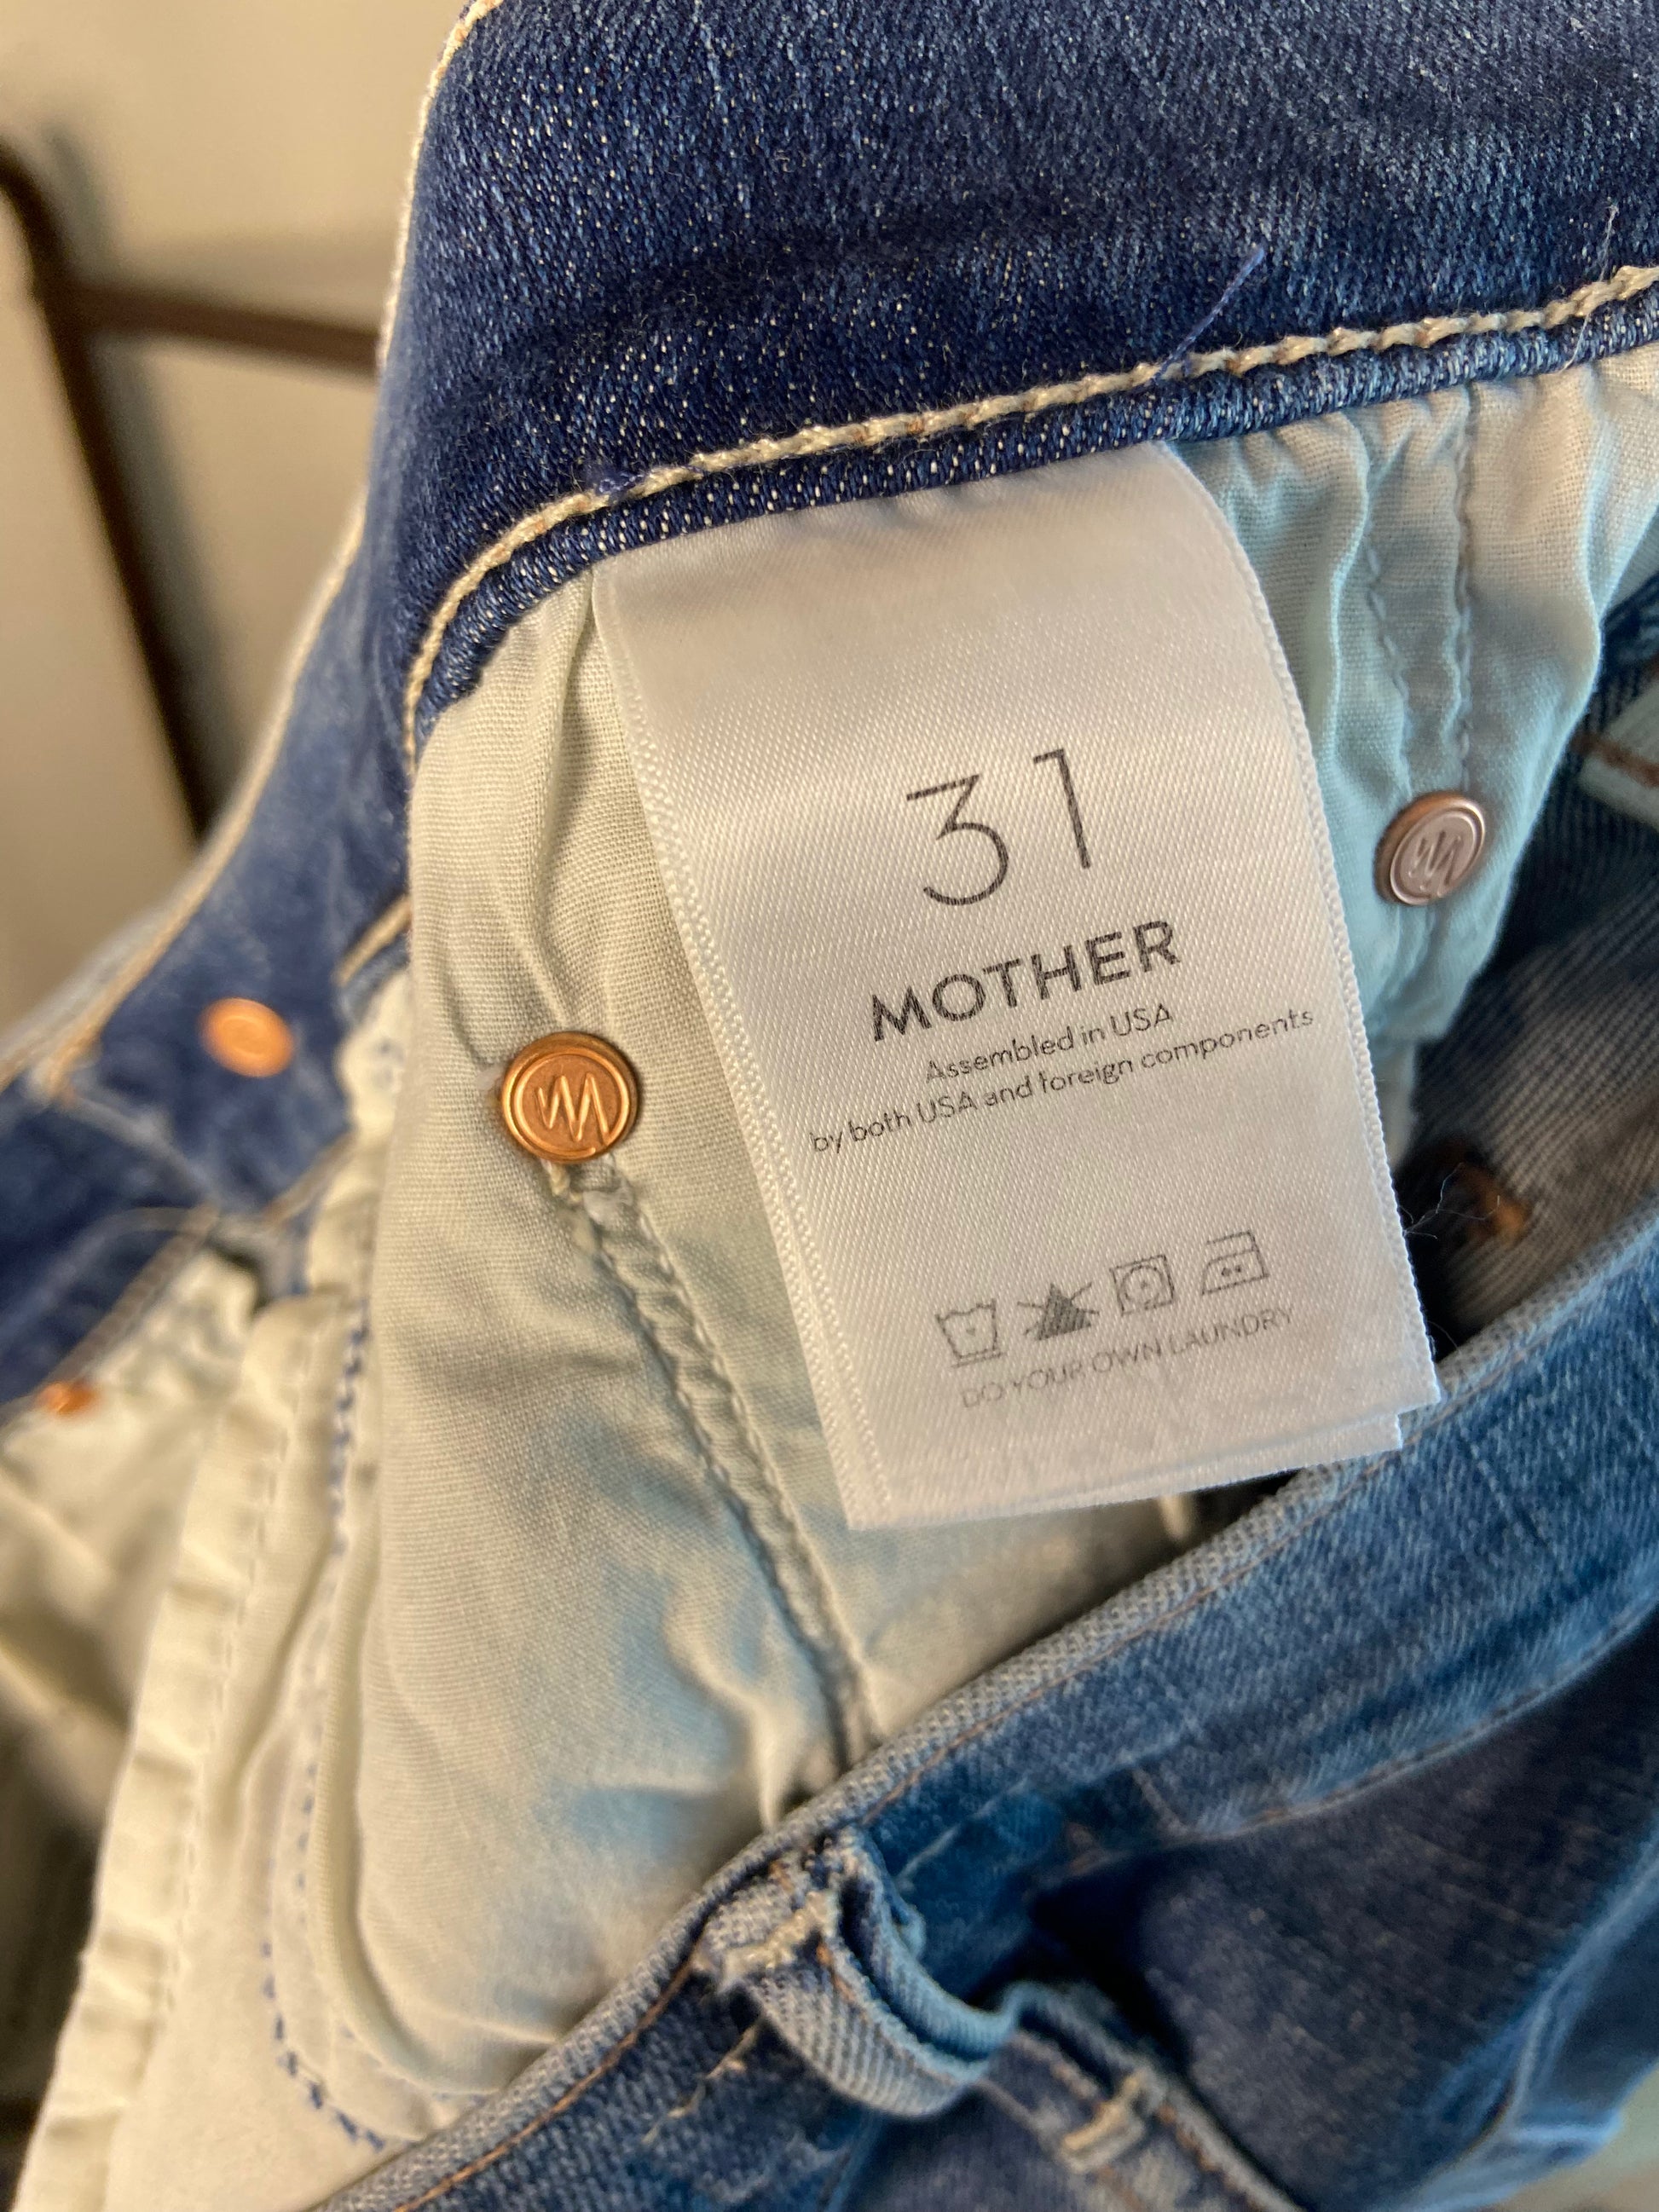 31
MOTHER
Assembled in USA
by both USA and foreign components
DO YOUR OWN LAUNDRY